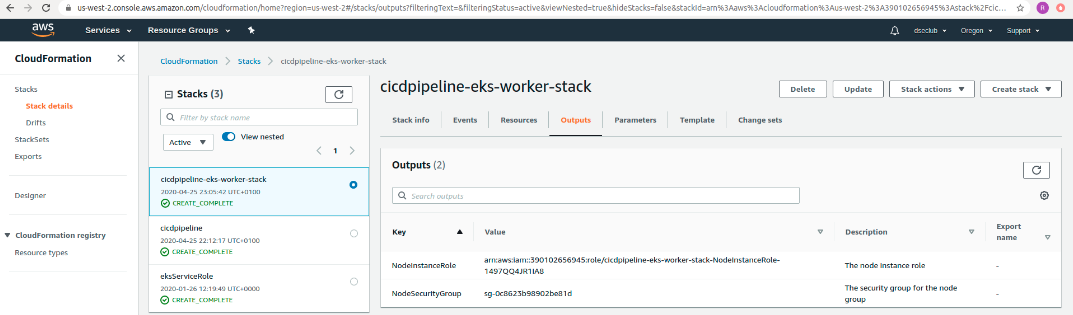 us-west-2.console.aws.amazon.com/cloudformation/home?region=us-west-2#/stacks/outputs?filteringText=&filteringStatus=active&viewNested=true&hideStacks=false&stackId=arn%3Aaws%3Acloudformation%3Aus-west-2%3A390102656945%3Astack%2Fcic...
R
aws Services Resource Groups dseclub Oregon Support
CloudFormation
Stacks
Stack details
Drifts
StackSets
Exports
Designer
CloudFormation registry
Resource types
CloudFormation > Stacks > cicdpipeline-eks-worker-stack
Stacks (3)
Filter by stack name
Active View nested
1
cicdpipeline-eks-worker-stack
2020-04-25 23:05:42 UTC+0100
CREATE_COMPLETE
cicdpipeline
2020-04-25 22:12:17 UTC+0100
CREATE_COMPLETE
eksServiceRole
2020-01-26 12:19:49 UTC+0000
CREATE_COMPLETE
cicdpipeline-eks-worker-stack
Delete Update Stack actions Create stack
Stack info Events Resources Outputs Parameters Template Change sets
Outputs (2)
Search outputs
Key Value Description Export name
NodeInstanceRole arn:aws:iam::390102656945:role/cicdpipeline-eks-worker-stack-NodeInstanceRole-1497QQ4JR1IA8 The node instance role -
NodeSecurityGroup sg-0c8623b98902be81d The security group for the node group -